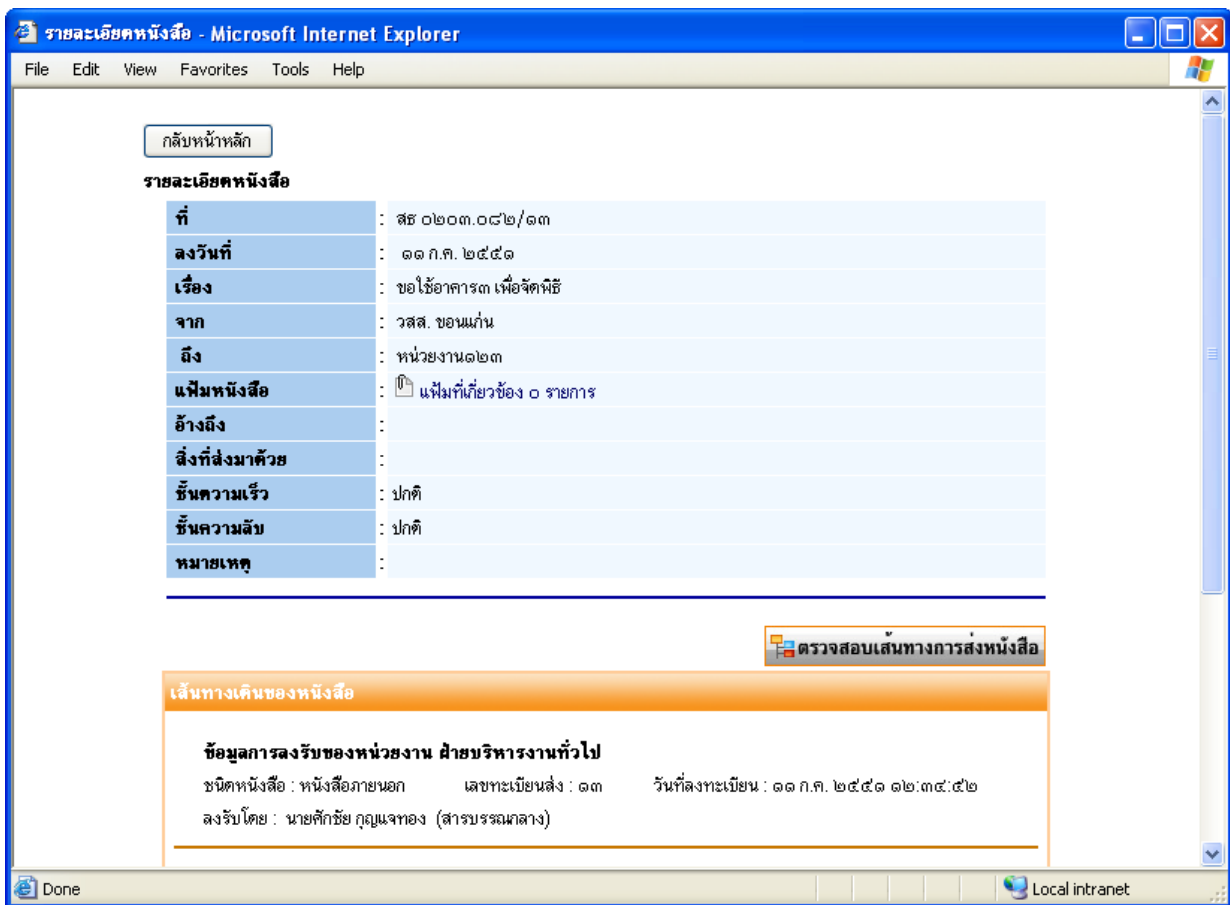 รายละเอียดหนังสือ - Microsoft Internet Explorer
File Edit View Favorites Tools Help
กลับหน้าหลัก
รายละเอียดหนังสือ
ที่ : สธ ๐๒๐๓.๐๘๒/๑๓
ลงวันที่ : ๑๑ ก.ค. ๒๕๕๑
เรื่อง : ขอใช้อาคาร๓ เพื่อจัดพิธี
จาก : วสส. ขอนแก่น
ถึง : หน่วยงาน๑๒๓
แฟ้มหนังสือ : แฟ้มที่เกี่ยวข้อง ๐ รายการ
อ้างถึง :
สิ่งที่ส่งมาด้วย :
ชั้นความเร็ว : ปกติ
ชั้นความลับ : ปกติ
หมายเหตุ :
ตรวจสอบเส้นทางการส่งหนังสือ
เส้นทางเดินของหนังสือ
ข้อมูลการลงรับของหน่วยงาน ฝ่ายบริหารงานทั่วไป
ชนิดหนังสือ : หนังสือภายนอก เลขทะเบียนส่ง : ๑๓ วันที่ลงทะเบียน : ๑๑ ก.ค. ๒๕๕๑ ๑๒:๓๔:๕๒
ลงรับโดย : นายศักชัย กุญแจทอง (สารบรรณกลาง)
Done Local intranet